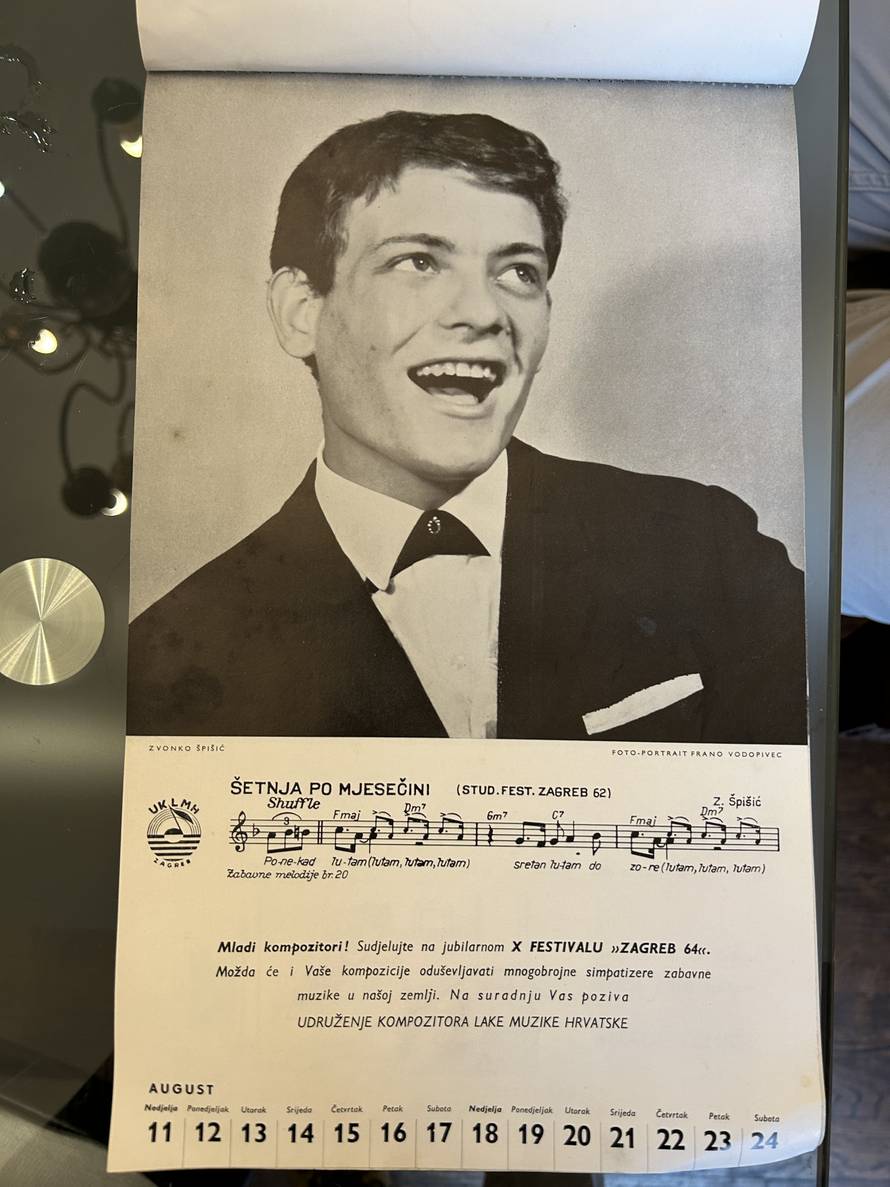 ZVONKO ŠPIŠIĆ
FOTO-PORTRAIT FRANO VODOPIVEC
ŠETNJA PO MJESEČINI (STUD. FEST. ZAGREB 62)
Shuffle
Z. Špišić
UKLMH
ZAGREB
3 Fmaj Dm7 Gm7 C7 Fmaj Dm7
Po-ne-kad lu-tam (lutam, lutam, lutam) sretan lu-tam do zo-re (lutam, lutam, lutam)
Zabavne melodije br. 20
Mladi kompozitori! Sudjelujte na jubilarnom X FESTIVALU »ZAGREB 64«.
Možda će i Vaše kompozicije oduševljavati mnogobrojne simpatizere zabavne
muzike u našoj zemlji. Na suradnju Vas poziva
UDRUŽENJE KOMPOZITORA LAKE MUZIKE HRVATSKE
AUGUST
Nedjelja Ponedjeljak Utorak Srijeda Četvrtak Petak Subota Nedjelja Ponedjeljak Utorak Srijeda Četvrtak Petak Subota
11 12 13 14 15 16 17 18 19 20 21 22 23 24